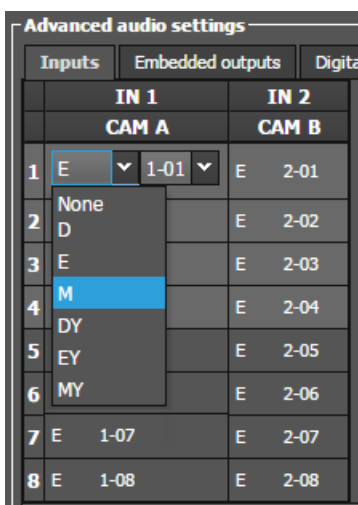 Advanced audio settings
Inputs Embedded outputs Digita
IN 1 IN 2
CAM A CAM B
1 E 1-01 E 2-01
None
2 D E 2-02
3 E E 2-03
4 M E 2-04
DY
5 EY E 2-05
6 MY E 2-06
7 E 1-07 E 2-07
8 E 1-08 E 2-08